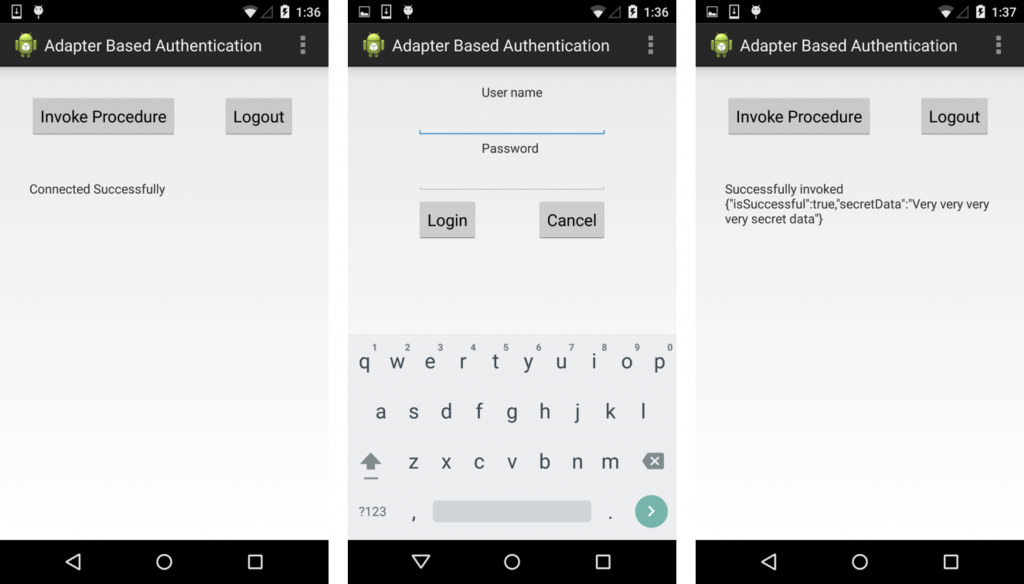 1:36
Adapter Based Authentication
Invoke Procedure
Logout
Connected Successfully
1:36
Adapter Based Authentication
User name
Password
Login
Cancel
1 2 3 4 5 6 7 8 9 0
q w e r t y u i o p
a s d f g h j k l
z x c v b n m
?123 , .
1:37
Adapter Based Authentication
Invoke Procedure
Logout
Successfully invoked
{"isSuccessful":true,"secretData":"Very very very
very secret data"}